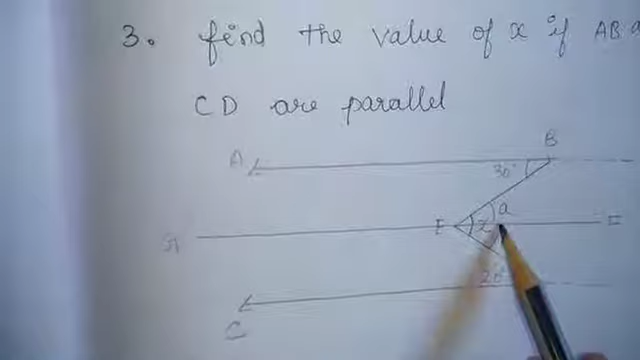 3. find the value of x if AB a
CD are parallel
A
B
30°
a
E
x
F
A
20°
C